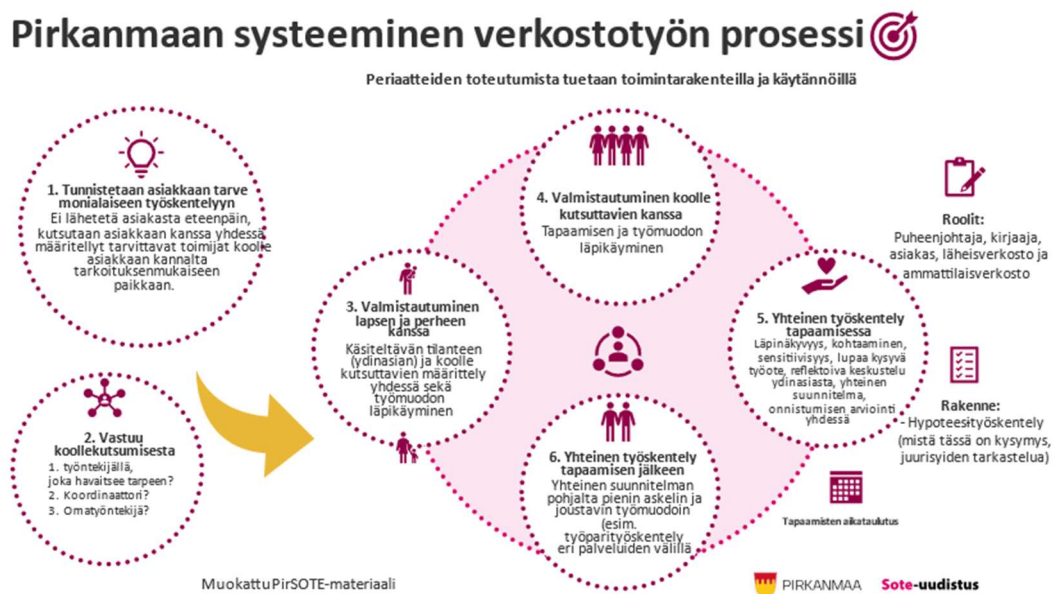 Pirkanmaan systeeminen verkostotyön prosessi
Periaatteiden toteutumista tuetaan toimintarakenteilla ja käytännöillä
1. Tunnistetaan asiakkaan tarve
monialaiseen työskentelyyn
Ei lähetetä asiakasta eteenpäin,
kutsutaan asiakkaan kanssa yhdessä
määritellyt tarvittavat toimijat koolle
asiakkaan kannalta
tarkoituksenmukaiseen
paikkaan.
2. Vastuu
koollekutsumisesta
1. työntekijällä,
joka havaitsee tarpeen?
2. Koordinaattori?
3. Omatyöntekijä?
3. Valmistautuminen
lapsen ja perheen
kanssa
Käsiteltävän tilanteen
(ydinasian) ja koolle
kutsuttavien määrittely
yhdessä sekä
työmuodon
läpikäyminen
4. Valmistautuminen koolle
kutsuttavien kanssa
Tapaamisen ja työmuodon
läpikäyminen
5. Yhteinen työskentely
tapaamisessa
Läpinäkyvyys, kohtaaminen,
sensitiivisyys, lupaa kysyvä
työote, reflektoiva keskustelu
ydinasiasta, yhteinen
suunnitelma,
onnistumisen arviointi
yhdessä
6. Yhteinen työskentely
tapaamisen jälkeen
Yhteinen suunnitelman
pohjalta pienin askelin ja
joustavin työmuodoin
(esim.
työparityöskentely
eri palveluiden välillä
Roolit:
Puheenjohtaja, kirjaaja,
asiakas, läheisverkosto ja
ammattilaisverkosto
Rakenne:
- Hypoteesityöskentely
(mistä tässä on kysymys,
juurisyiden tarkastelua)
Tapaamisten aikataulutus
Muokattu PirSOTE-materiaali
PIRKANMAA
Sote-uudistus